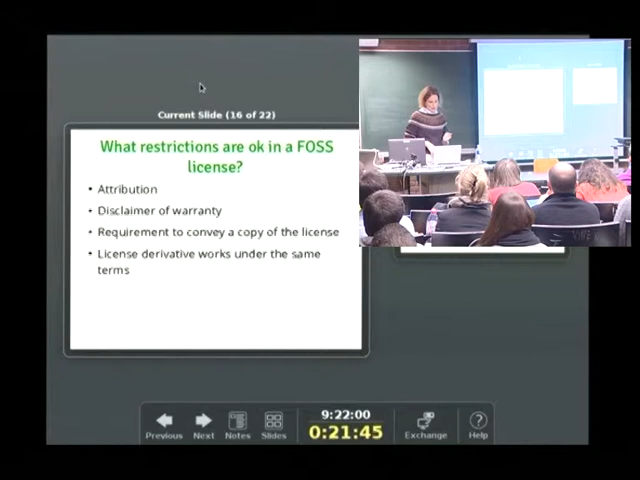 Current Slide (16 of 22)
What restrictions are ok in a FOSS
license?
• Attribution
• Disclaimer of warranty
• Requirement to convey a copy of the license
• License derivative works under the same
terms
9:22:00
0:21:45
Previous
Next
Notes
Slides
Exchange
Help